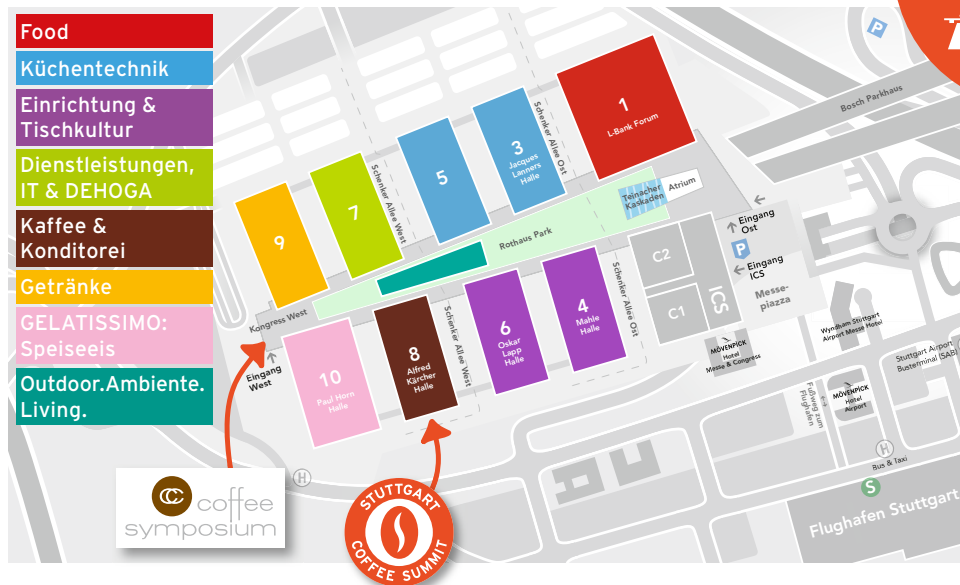 Food
Küchentechnik
Einrichtung &
Tischkultur
Dienstleistungen,
IT & DEHOGA
Kaffee &
Konditorei
Getränke
GELATISSIMO:
Speiseeis
Outdoor.Ambiente.
Living.
P
Bosch Parkhaus
1
L-Bank Forum
Schenker Allee Ost
3
Jacques
Lanners
Halle
5
Schenker Allee West
7
9
Teinacher
Kaskaden
Atrium
Rothaus Park
Eingang
Ost
P
Eingang
ICS
Messe-
piazza
C2
C1
ICS
Kongress West
Eingang
West
10
Paul Horn
Halle
8
Alfred
Kärcher
Halle
Schenker Allee West
6
Oskar
Lapp
Halle
4
Mahle
Halle
Schenker Allee Ost
MÖVENPICK
Hotel
Messe & Congress
Wyndham Stuttgart
Airport Messe Hotel
Stuttgart Airport
Busterminal (SAB)
MÖVENPICK
Hotel
Airport
Fußweg zum
Flughafen
H
Bus & Taxi
S
Flughafen Stuttgart
H
coffee
symposium
STUTTGART
COFFEE SUMMIT